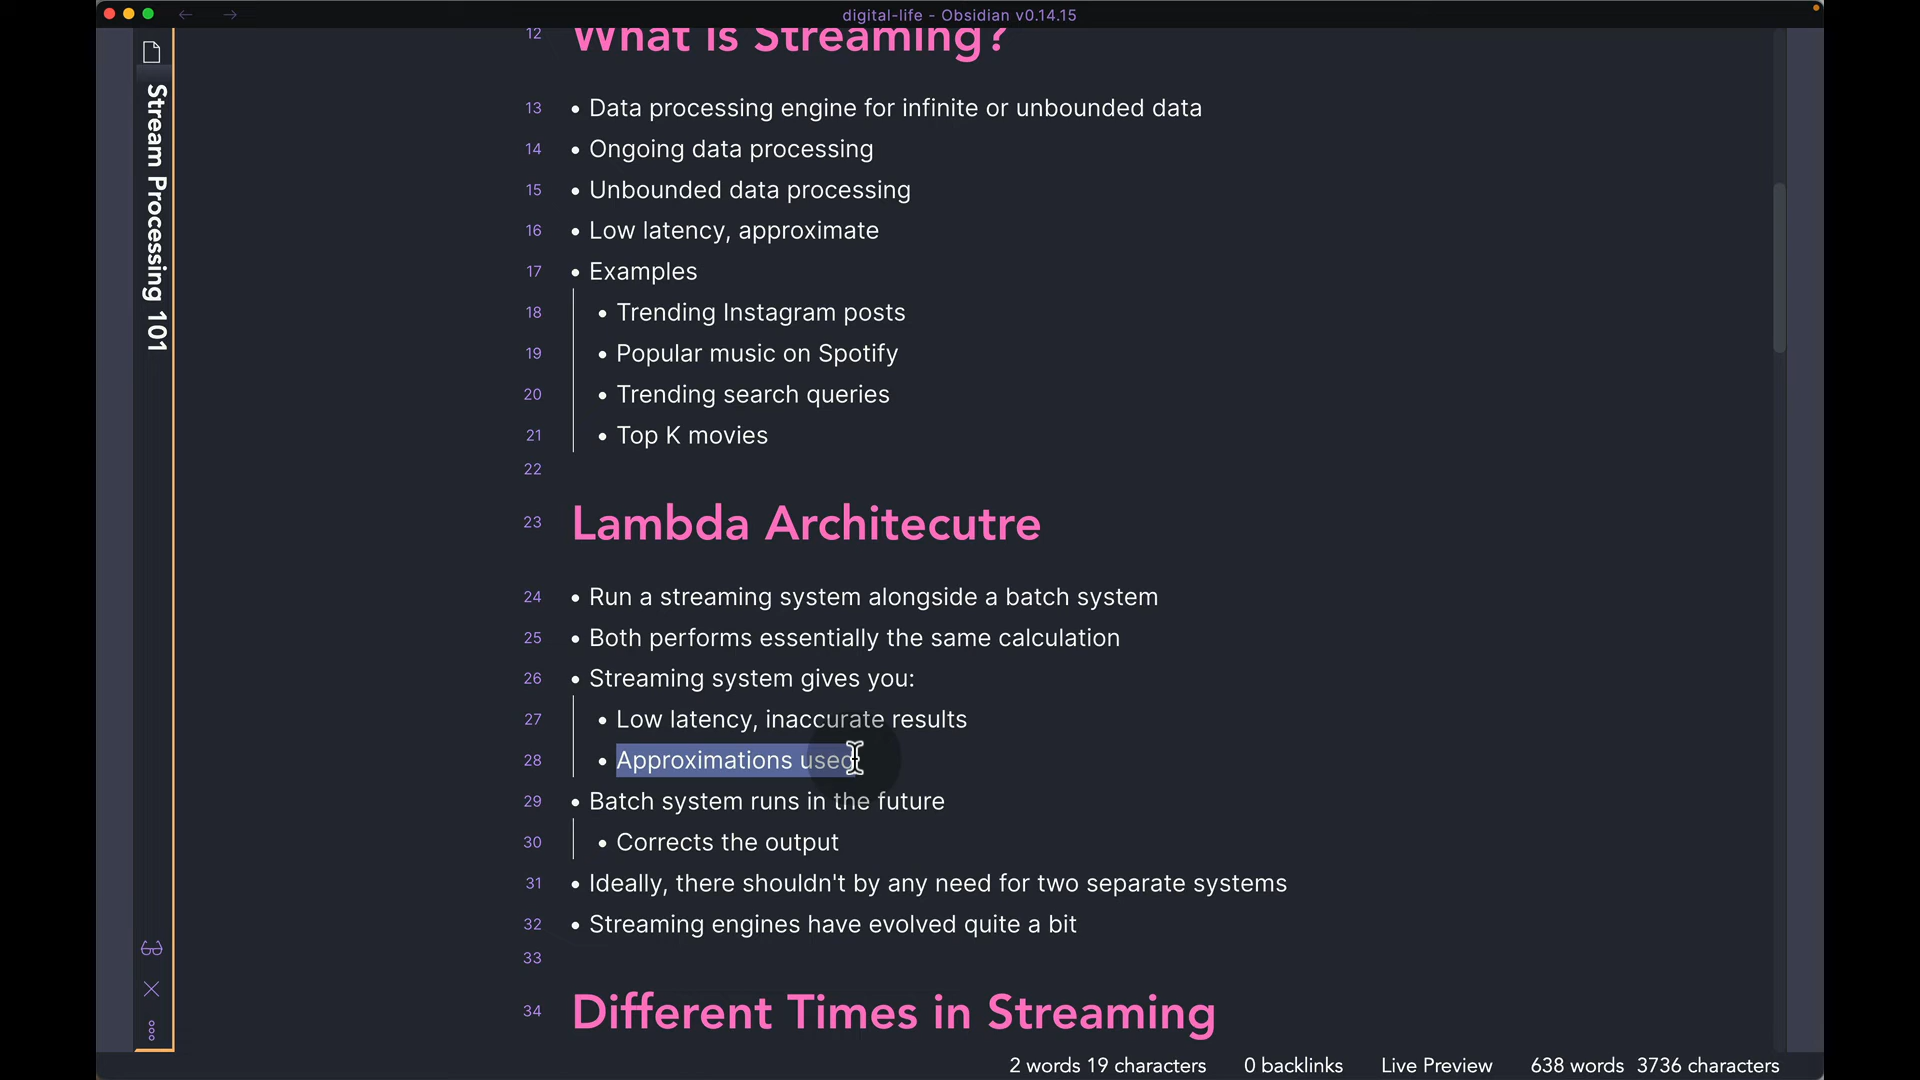 digital-life - Obsidian v0.14.15
Stream Processing 101
12 What is Streaming?
13 • Data processing engine for infinite or unbounded data
14 • Ongoing data processing
15 • Unbounded data processing
16 • Low latency, approximate
17 • Examples
18 • Trending Instagram posts
19 • Popular music on Spotify
20 • Trending search queries
21 • Top K movies
22
23 Lambda Architecutre
24 • Run a streaming system alongside a batch system
25 • Both performs essentially the same calculation
26 • Streaming system gives you:
27 • Low latency, inaccurate results
28 • Approximations used
29 • Batch system runs in the future
30 • Corrects the output
31 • Ideally, there shouldn't by any need for two separate systems
32 • Streaming engines have evolved quite a bit
33
34 Different Times in Streaming
2 words 19 characters 0 backlinks Live Preview 638 words 3736 characters